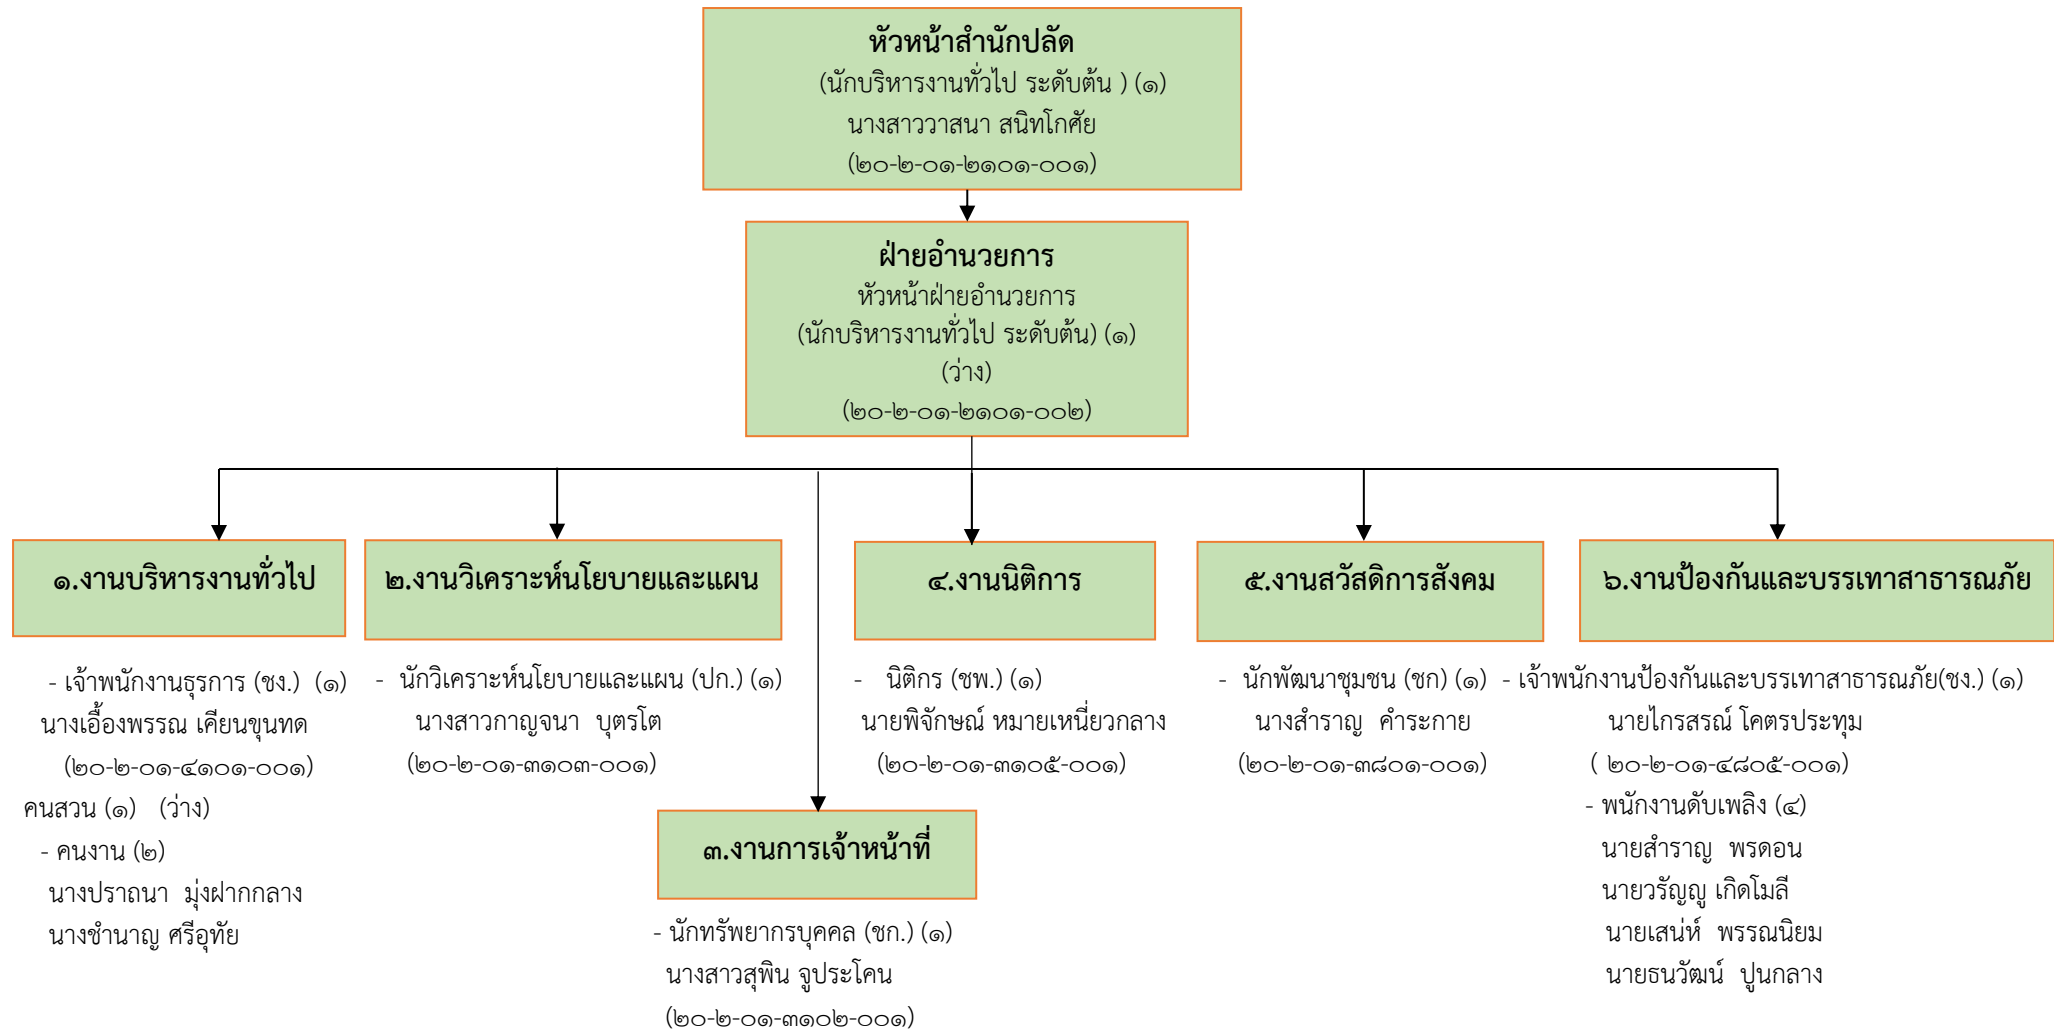 หัวหน้าสำนักปลัด
(นักบริหารงานทั่วไป ระดับต้น ) (๑)
นางสาววาสนา สนิทโกศัย
(๒๐-๒-๐๑-๒๑๐๑-๐๐๑)
ฝ่ายอำนวยการ
หัวหน้าฝ่ายอำนวยการ
(นักบริหารงานทั่วไป ระดับต้น) (๑)
(ว่าง)
(๒๐-๒-๐๑-๒๑๐๑-๐๐๒)
๑.งานบริหารงานทั่วไป
- เจ้าพนักงานธุรการ (ชง.) (๑)
นางเอื้องพรรณ เคียนขุนทด
(๒๐-๒-๐๑-๔๑๐๑-๐๐๑)
คนสวน (๑) (ว่าง)
- คนงาน (๒)
นางปราถนา มุ่งฝากกลาง
นางชำนาญ ศรีอุทัย
๒.งานวิเคราะห์นโยบายและแผน
- นักวิเคราะห์นโยบายและแผน (ปก.) (๑)
นางสาวกาญจนา บุตรโต
(๒๐-๒-๐๑-๓๑๐๓-๐๐๑)
๓.งานการเจ้าหน้าที่
- นักทรัพยากรบุคคล (ชก.) (๑)
นางสาวสุพิน จูประโคน
(๒๐-๒-๐๑-๓๑๐๒-๐๐๑)
๔.งานนิติการ
- นิติกร (ชพ.) (๑)
นายพิจักษณ์ หมายเหนี่ยวกลาง
(๒๐-๒-๐๑-๓๑๐๕-๐๐๑)
๕.งานสวัสดิการสังคม
- นักพัฒนาชุมชน (ชก) (๑)
นางสำราญ คำระกาย
(๒๐-๒-๐๑-๓๘๐๑-๐๐๑)
๖.งานป้องกันและบรรเทาสาธารณภัย
- เจ้าพนักงานป้องกันและบรรเทาสาธารณภัย(ชง.) (๑)
นายไกรสรณ์ โคตรประทุม
( ๒๐-๒-๐๑-๔๘๐๕-๐๐๑)
- พนักงานดับเพลิง (๔)
นายสำราญ พรดอน
นายวรัญญู เกิดโมลี
นายเสน่ห์ พรรณนิยม
นายธนวัฒน์ ปูนกลาง